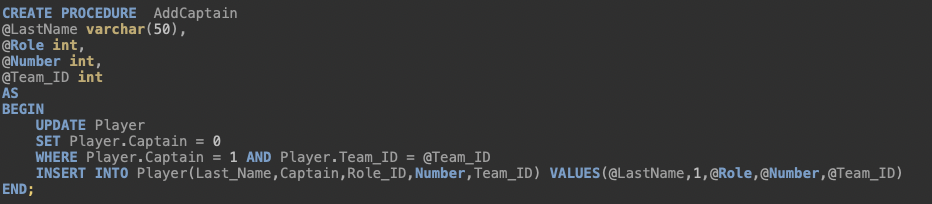 CREATE PROCEDURE  AddCaptain
@LastName varchar(50),
@Role int,
@Number int,
@Team_ID int
AS
BEGIN
    UPDATE Player
    SET Player.Captain = 0
    WHERE Player.Captain = 1 AND Player.Team_ID = @Team_ID
    INSERT INTO Player(Last_Name,Captain,Role_ID,Number,Team_ID) VALUES(@LastName,1,@Role,@Number,@Team_ID)
END;